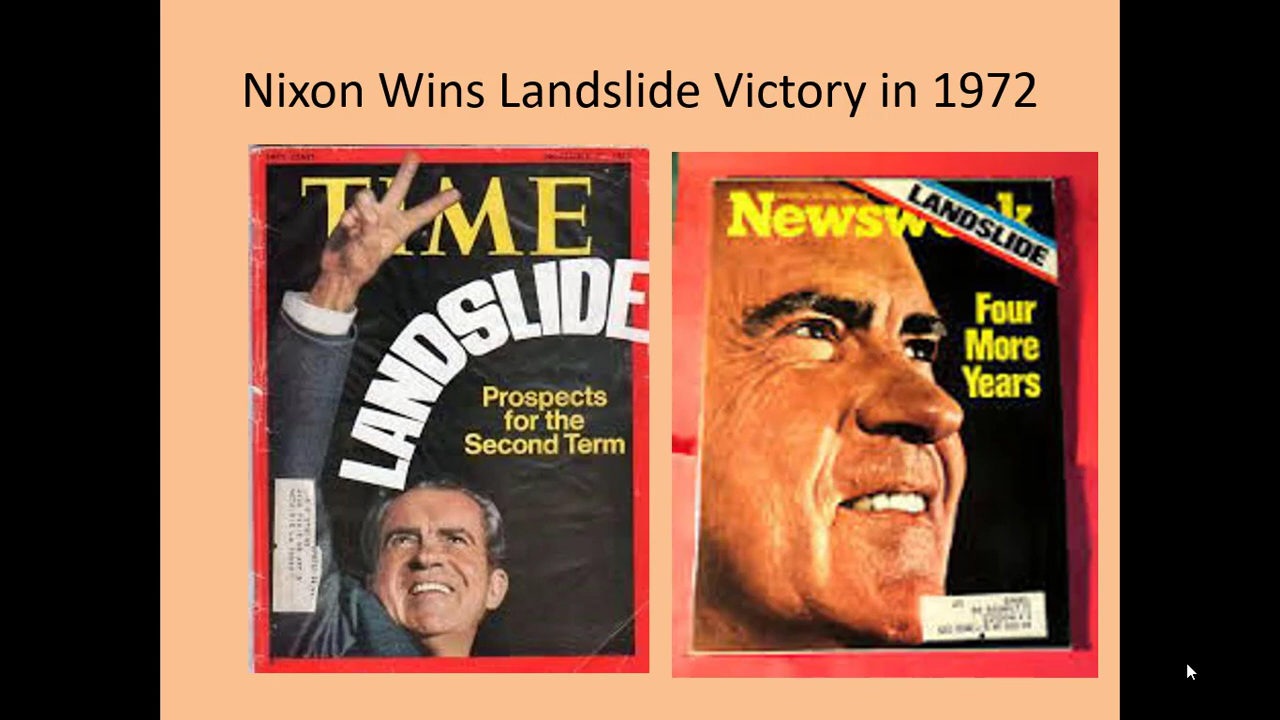 Nixon Wins Landslide Victory in 1972
TIME
LANDSLIDE
Prospects
for the
Second Term
Newsweek
LANDSLIDE
Four
More
Years